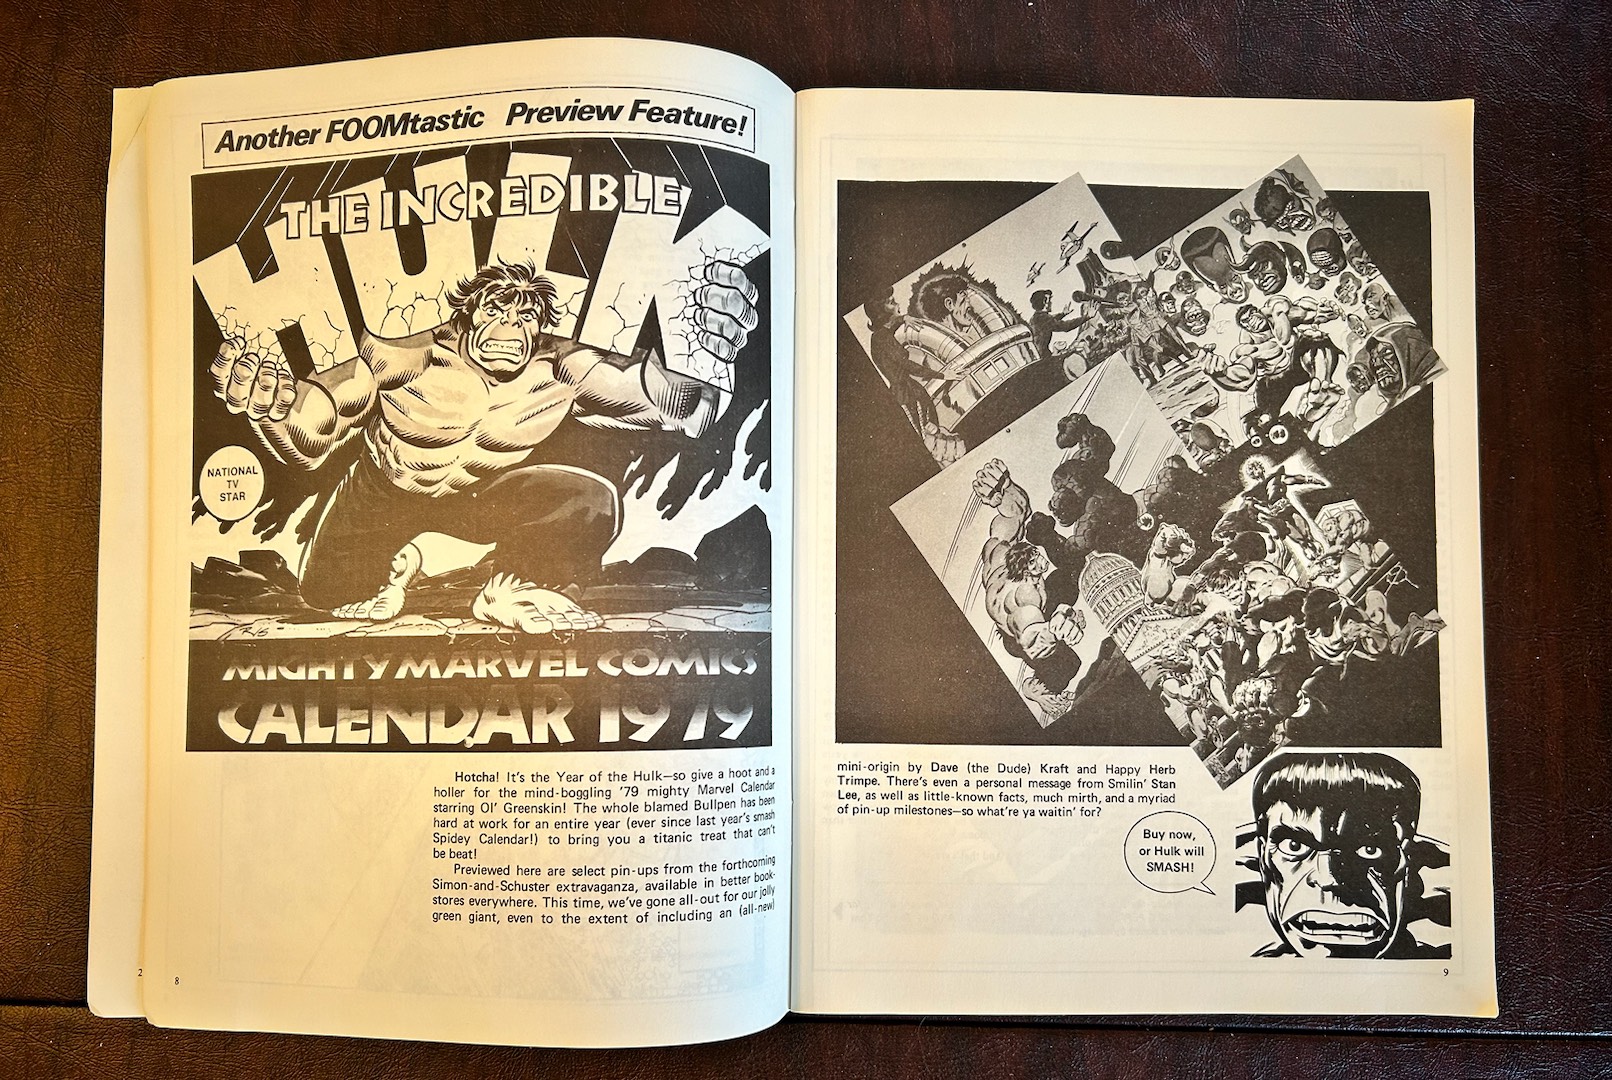 Another FOOMtastic Preview Feature!
THE INCREDIBLE
HULK
NATIONAL
TV
STAR
MIGHTY MARVEL COMICS
CALENDAR 1979
Hotcha! It's the Year of the Hulk—so give a hoot and a
holler for the mind-boggling '79 mighty Marvel Calendar
starring Ol' Greenskin! The whole blamed Bullpen has been
hard at work for an entire year (ever since last year's smash
Spidey Calendar!) to bring you a titanic treat that can't
be beat!
Previewed here are select pin-ups from the forthcoming
Simon-and-Schuster extravaganza, available in better book-
stores everywhere. This time, we've gone all-out for our jolly
green giant, even to the extent of including an (all-new)
2
8
mini-origin by Dave (the Dude) Kraft and Happy Herb
Trimpe. There's even a personal message from Smilin' Stan
Lee, as well as little-known facts, much mirth, and a myriad
of pin-up milestones—so what're ya waitin' for?
Buy now,
or Hulk will
SMASH!
9